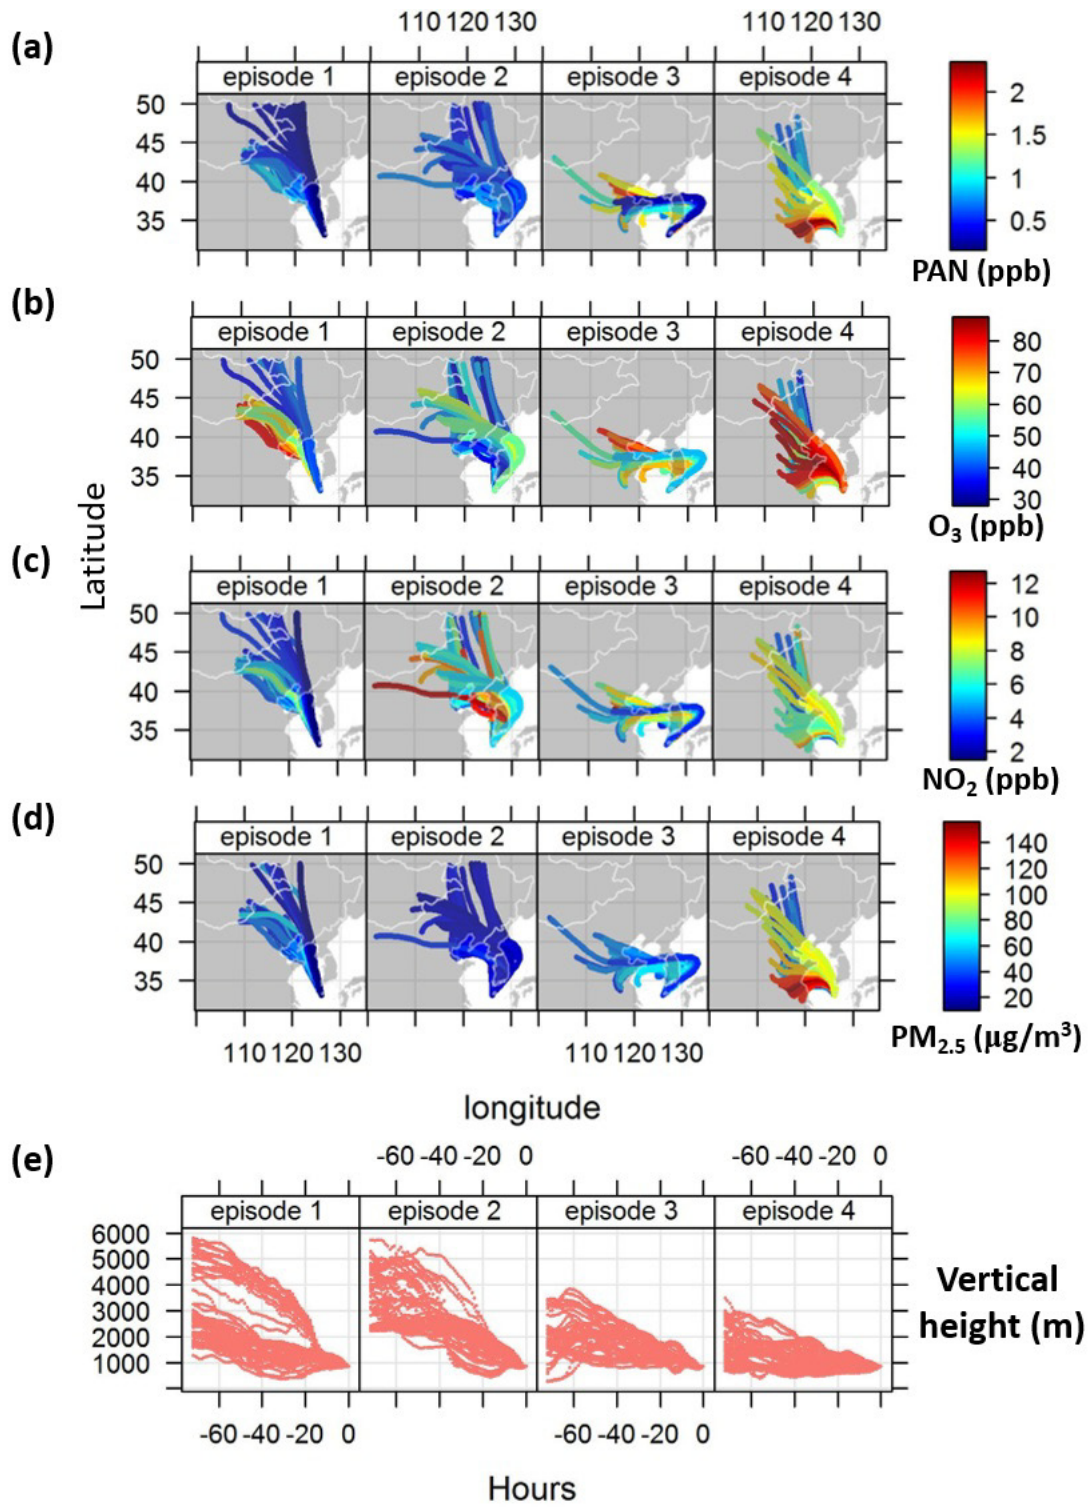 (a)
110 120 130 110 120 130
episode 1 episode 2 episode 3 episode 4
50
45
40
35
2
1.5
1
0.5
PAN (ppb)
(b)
episode 1 episode 2 episode 3 episode 4
50
45
40
35
80
70
60
50
40
30
O₃ (ppb)
Latitude
(c)
episode 1 episode 2 episode 3 episode 4
50
45
40
35
12
10
8
6
4
2
NO₂ (ppb)
(d)
episode 1 episode 2 episode 3 episode 4
50
45
40
35
140
120
100
80
60
40
20
PM₂.₅ (μg/m³)
110 120 130 110 120 130
longitude
(e)
-60 -40 -20 0 -60 -40 -20 0
episode 1 episode 2 episode 3 episode 4
6000
5000
4000
3000
2000
1000
Vertical
height (m)
-60 -40 -20 0 -60 -40 -20 0
Hours